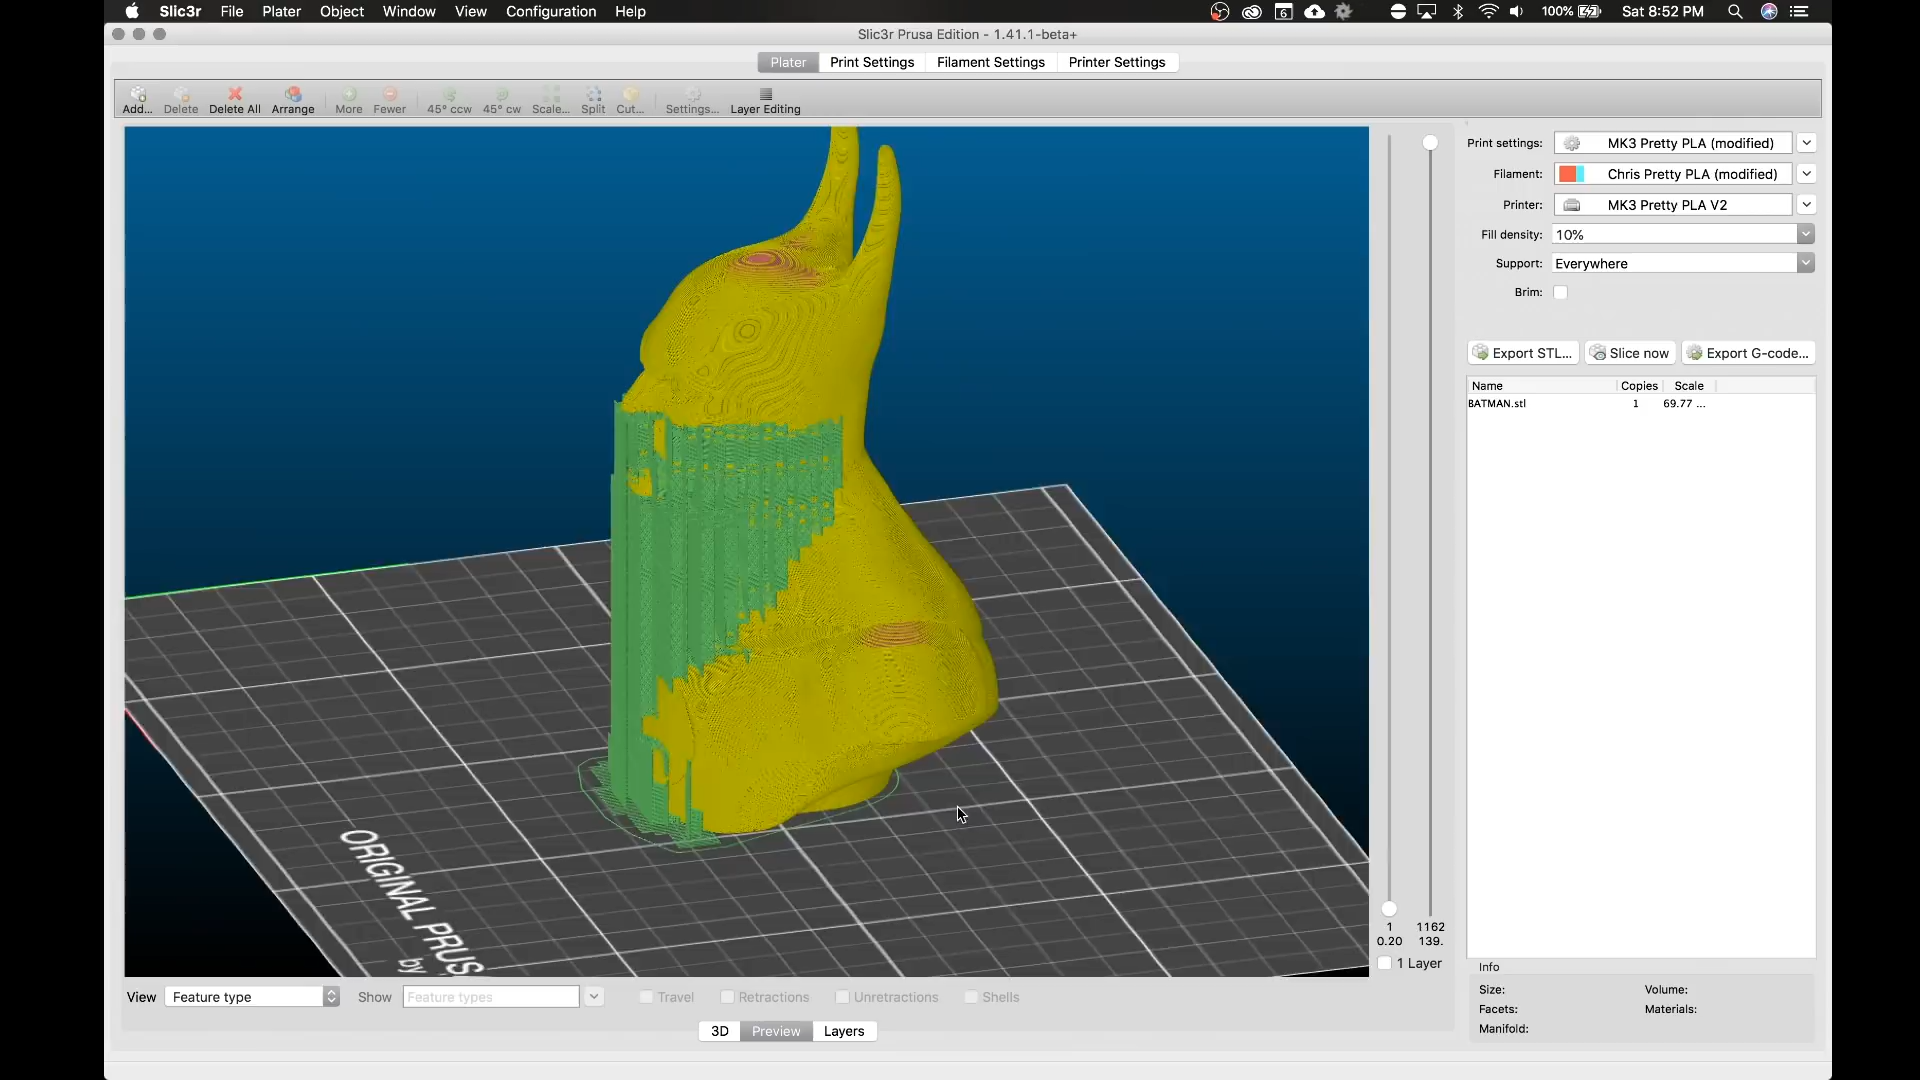 Slic3r File Plater Object Window View Configuration Help 6 100% Sat 8:52 PM
Slic3r Prusa Edition - 1.41.1-beta+
Plater Print Settings Filament Settings Printer Settings
Add... Delete Delete All Arrange More Fewer 45° ccw 45° cw Scale... Split Cut... Settings... Layer Editing
Print settings: MK3 Pretty PLA (modified)
Filament: Chris Pretty PLA (modified)
Printer: MK3 Pretty PLA V2
Fill density: 10%
Support: Everywhere
Brim:
Export STL... Slice now Export G-code...
Name Copies Scale
BATMAN.stl 1 69.77 ...
ORIGINAL PRUS
by
1 1162
0.20 139.
1 Layer
Info
Size: Volume:
Facets: Materials:
Manifold:
View Feature type Show Feature types Travel Retractions Unretractions Shells
3D Preview Layers